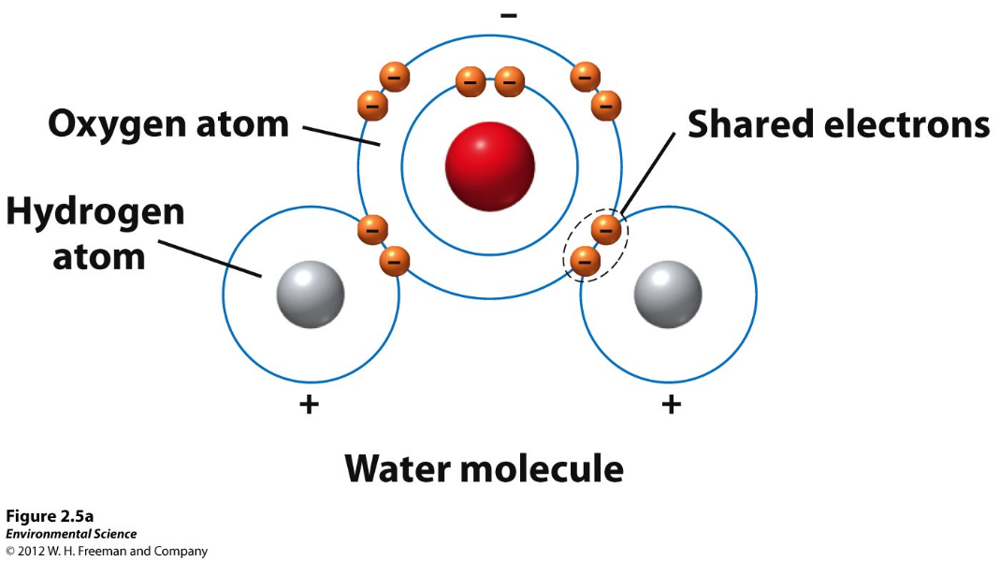 −
− − − −
− −
Oxygen atom
Shared electrons
Hydrogen
atom
− −
− −
+ +
Water molecule
Figure 2.5a
Environmental Science
© 2012 W. H. Freeman and Company